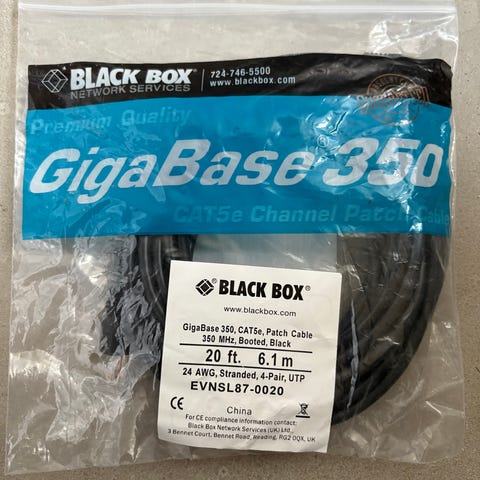 BLACK BOX
NETWORK SERVICES
724-746-5500
www.blackbox.com
Premium Quality
GigaBase 350
CAT5e Channel Patch Cable
BLACK BOX®
www.blackbox.com
GigaBase 350, CAT5e, Patch Cable
350 MHz, Booted, Black
20 ft. 6.1 m
24 AWG, Stranded, 4-Pair, UTP
EVNSL87-0020
CE
China
For CE compliance information contact:
Black Box Network Services (UK) Ltd.,
3 Bennet Court, Bennet Road, Reading, RG2 0QX, UK